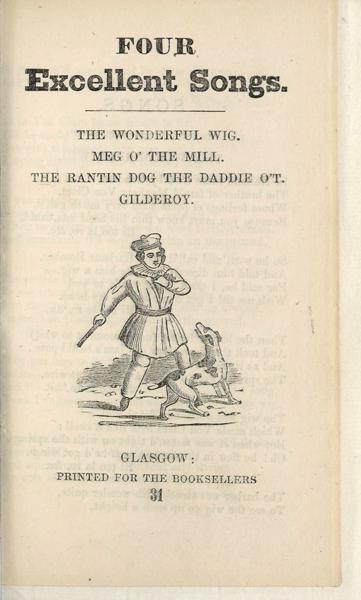 FOUR
Excellent Songs.
THE WONDERFUL WIG.
MEG O' THE MILL.
THE RANTIN DOG THE DADDIE O'T.
GILDEROY.
GLASGOW:
PRINTED FOR THE BOOKSELLERS
31